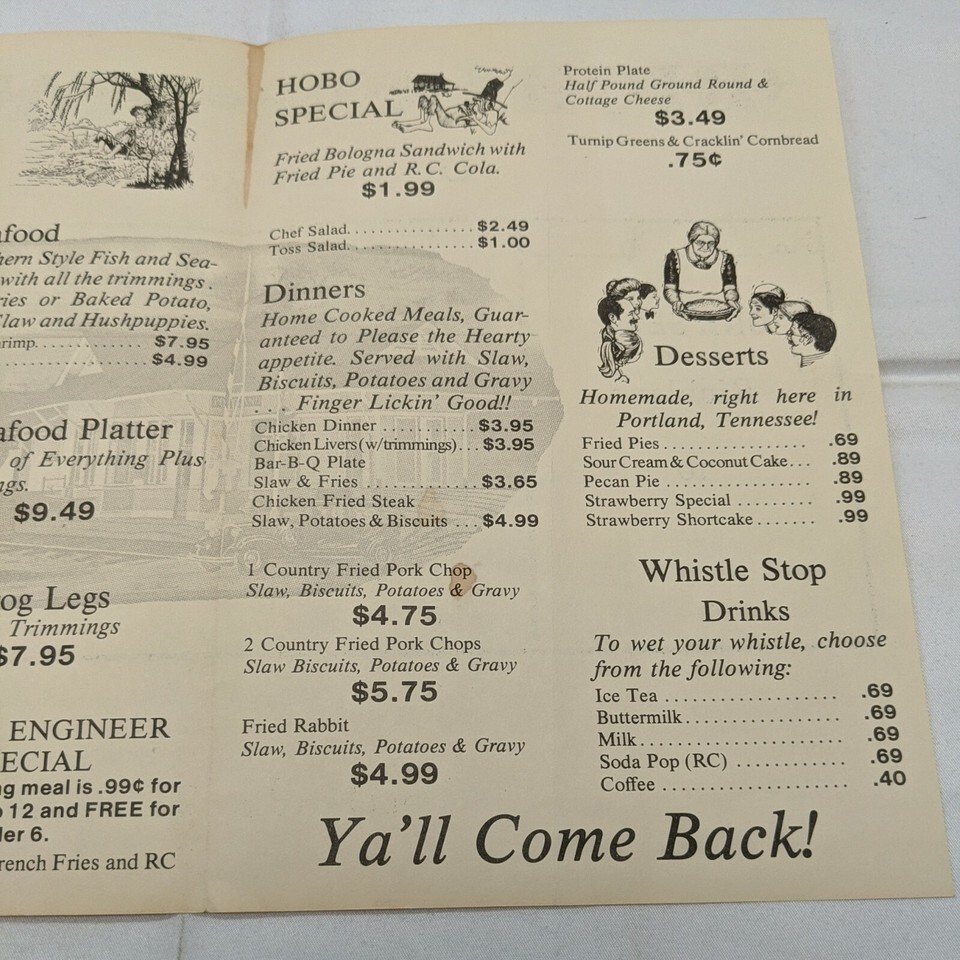 afood
hern Style Fish and Sea-
with all the trimmings.
ries or Baked Potato,
law and Hushpuppies.
rimp. . . . . . . . . . . . . $7.95
. . . . . . . . . . . . . . . . . $4.99
afood Platter
of Everything Plus
ngs.
$9.49
og Legs
Trimmings
$7.95
ENGINEER
ECIAL
ng meal is .99¢ for
o 12 and FREE for
der 6.
rench Fries and RC
HOBO
SPECIAL
Fried Bologna Sandwich with
Fried Pie and R.C. Cola.
$1.99
Chef Salad. . . . . . . . . . . . . . . $2.49
Toss Salad. . . . . . . . . . . . . . . $1.00
Dinners
Home Cooked Meals, Guar-
anteed to Please the Hearty
appetite. Served with Slaw,
Biscuits, Potatoes and Gravy
. . . Finger Lickin' Good!!
Chicken Dinner . . . . . . . . . . . $3.95
Chicken Livers (w/trimmings) . . . $3.95
Bar-B-Q Plate
Slaw & Fries . . . . . . . . . . . . . $3.65
Chicken Fried Steak
Slaw, Potatoes & Biscuits . . . $4.99
1 Country Fried Pork Chop
Slaw, Biscuits, Potatoes & Gravy
$4.75
2 Country Fried Pork Chops
Slaw Biscuits, Potatoes & Gravy
$5.75
Fried Rabbit
Slaw, Biscuits, Potatoes & Gravy
$4.99
Protein Plate
Half Pound Ground Round &
Cottage Cheese
$3.49
Turnip Greens & Cracklin' Cornbread
.75¢
Desserts
Homemade, right here in
Portland, Tennessee!
Fried Pies . . . . . . . . . . . . . . . . .69
Sour Cream & Coconut Cake . . . .89
Pecan Pie . . . . . . . . . . . . . . . . .89
Strawberry Special . . . . . . . . . .99
Strawberry Shortcake . . . . . . . .99
Whistle Stop
Drinks
To wet your whistle, choose
from the following:
Ice Tea . . . . . . . . . . . . . . . . . . .69
Buttermilk . . . . . . . . . . . . . . . . .69
Milk . . . . . . . . . . . . . . . . . . . . . .69
Soda Pop (RC) . . . . . . . . . . . . .69
Coffee . . . . . . . . . . . . . . . . . . . .40
Ya'll Come Back!